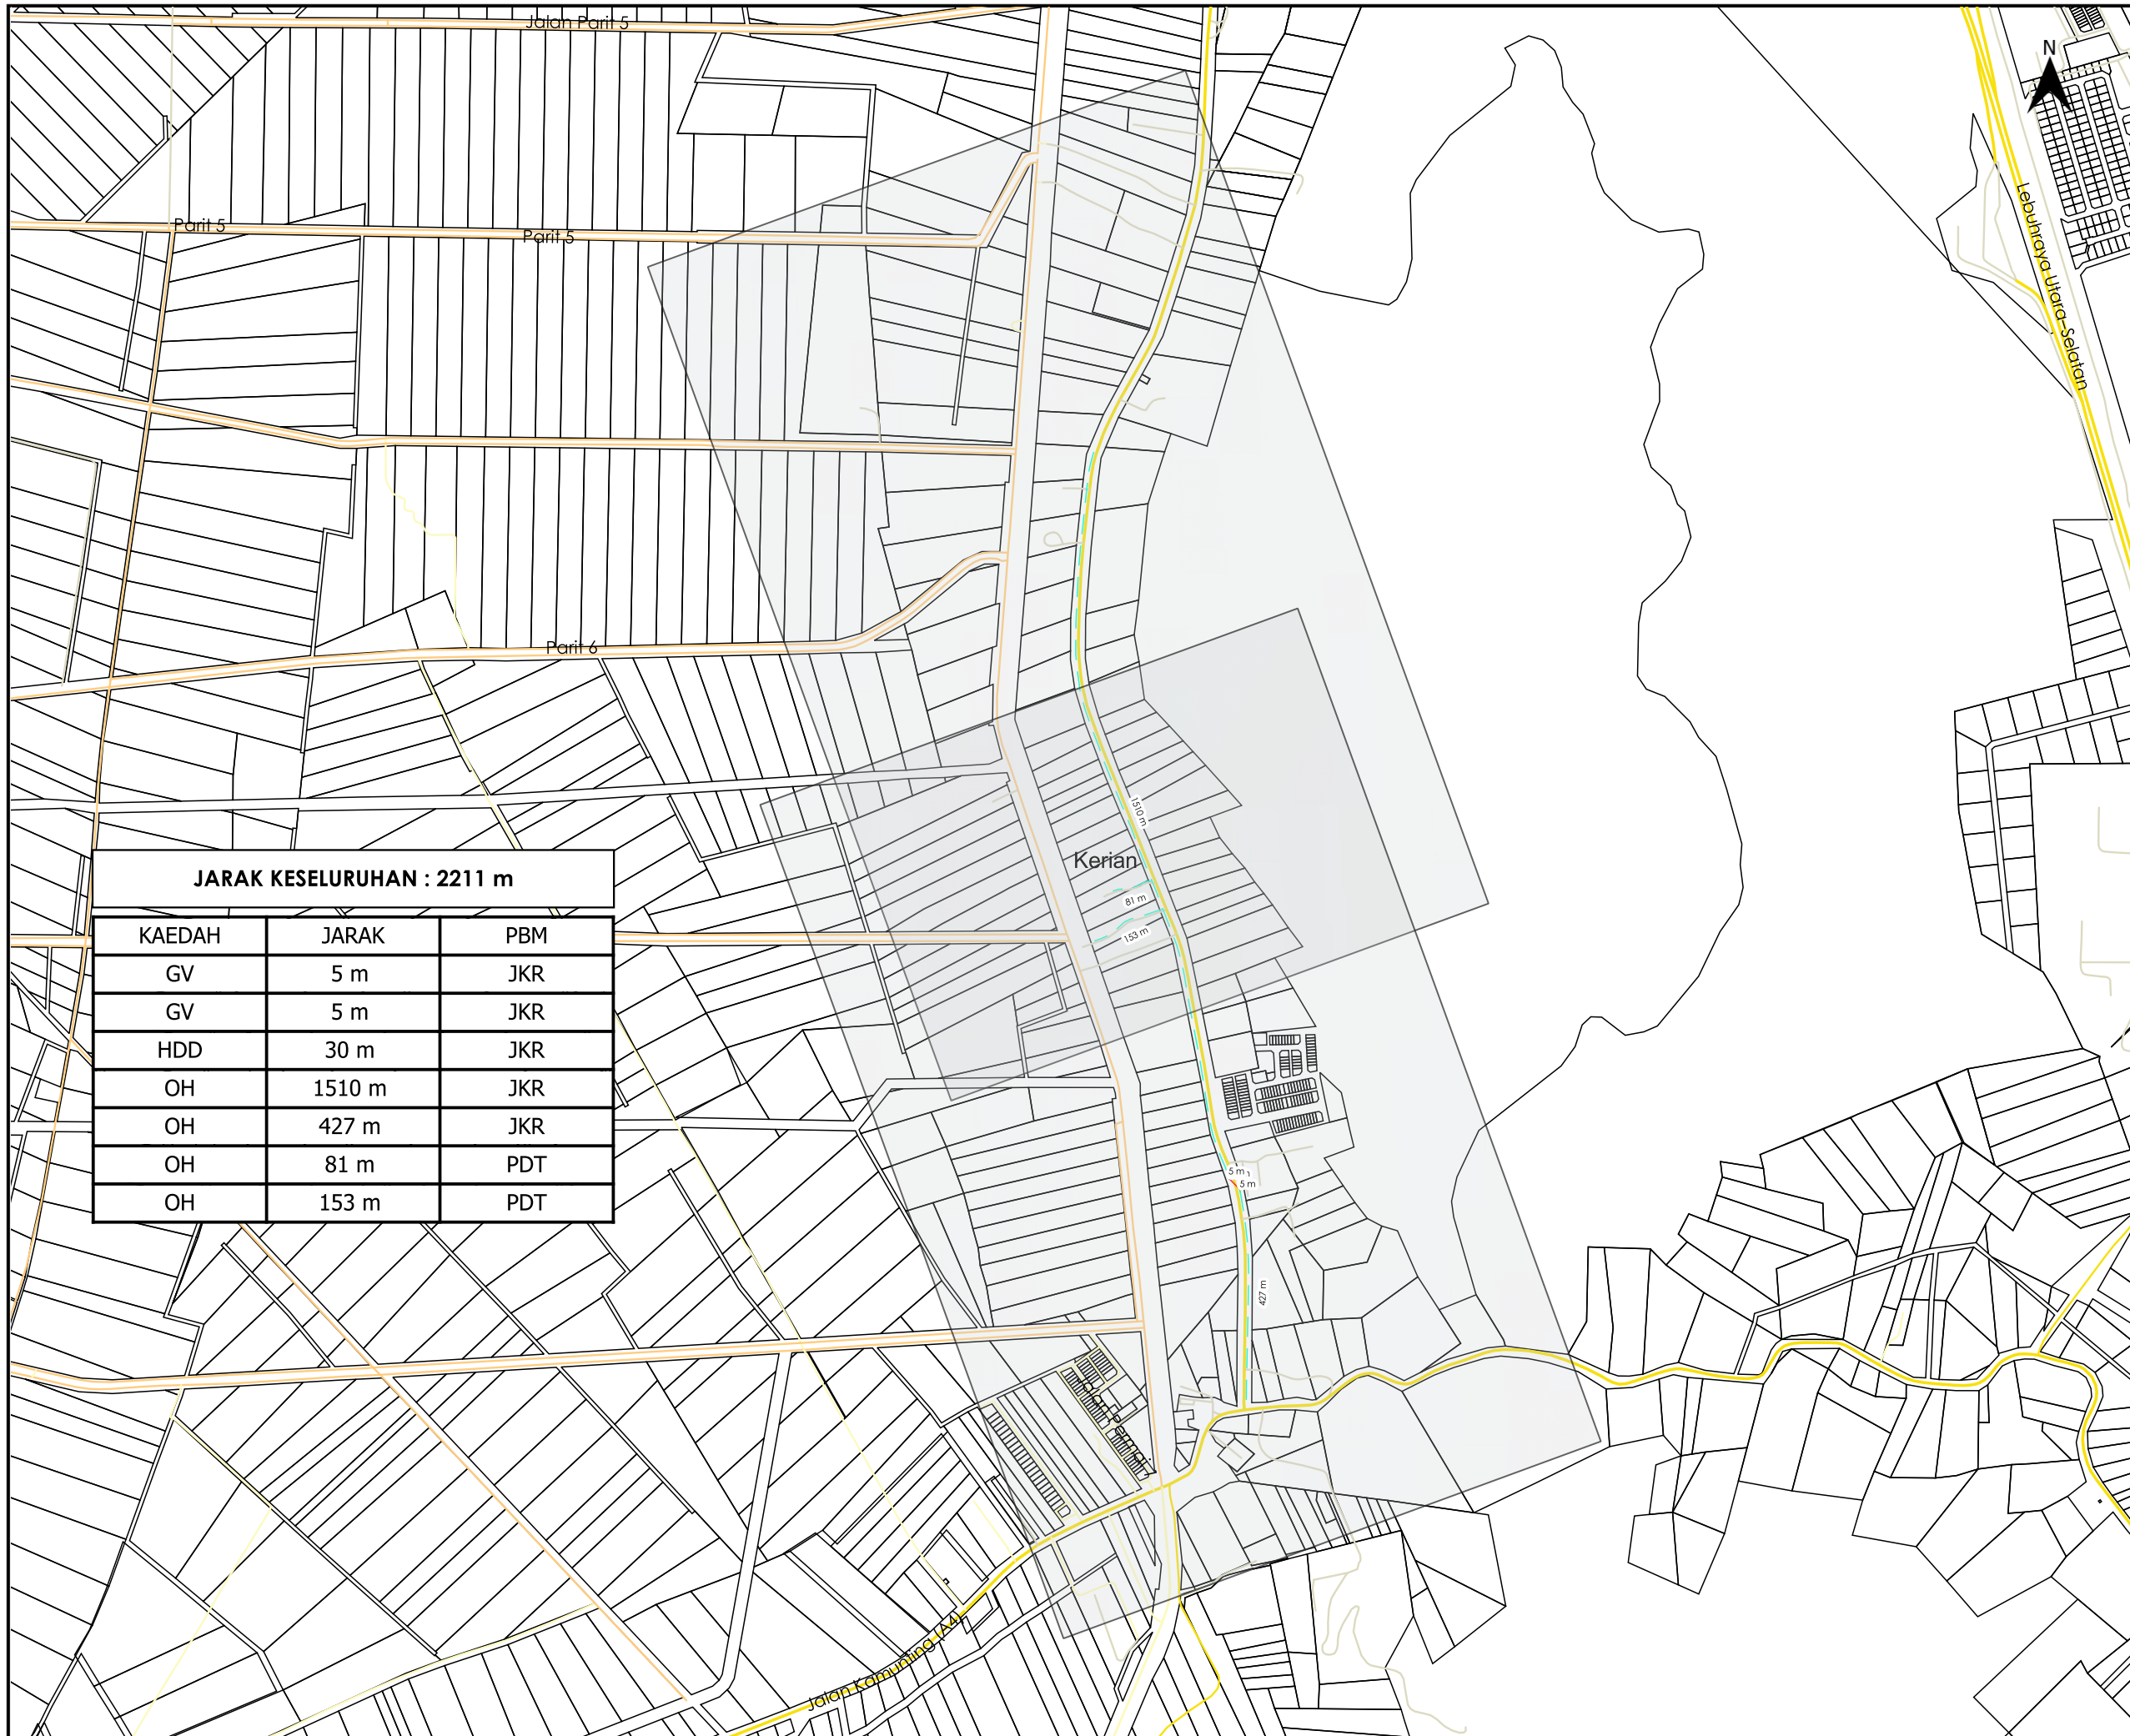 Jalan Parit 5
N
Parit 5
Parit 5
Lebuhraya Utara-Selatan
Parit 6
1510 m
Kerian
81 m
153 m
JARAK KESELURUHAN : 2211 m
KAEDAH JARAK PBM
GV 5 m JKR
GV 5 m JKR
HDD 30 m JKR
OH 1510 m JKR
OH 427 m JKR
OH 81 m PDT
OH 153 m PDT
5 m
5 m
427 m
Jalan Kamunting (A4)